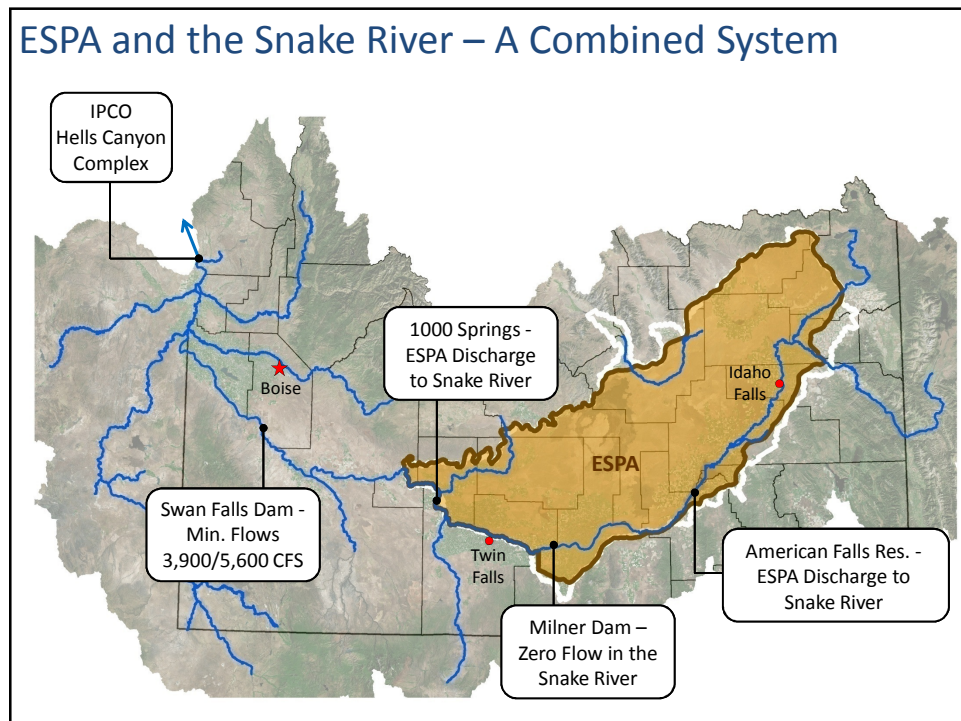 ESPA and the Snake River – A Combined System
IPCO
Hells Canyon
Complex
1000 Springs -
ESPA Discharge
to Snake River
Boise
Idaho
Falls
ESPA
Swan Falls Dam -
Min. Flows
3,900/5,600 CFS
Twin
Falls
American Falls Res. -
ESPA Discharge to
Snake River
Milner Dam –
Zero Flow in the
Snake River